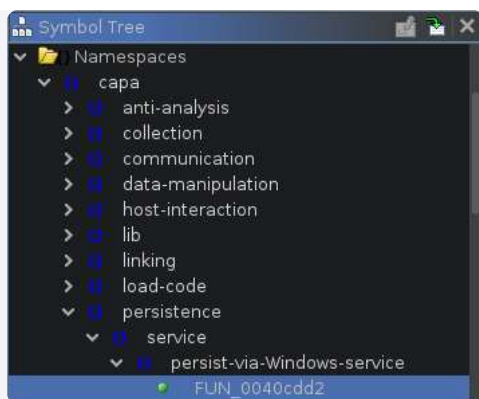 Symbol Tree
Namespaces
capa
anti-analysis
collection
communication
data-manipulation
host-interaction
lib
linking
load-code
persistence
service
persist-via-Windows-service
FUN_0040cdd2